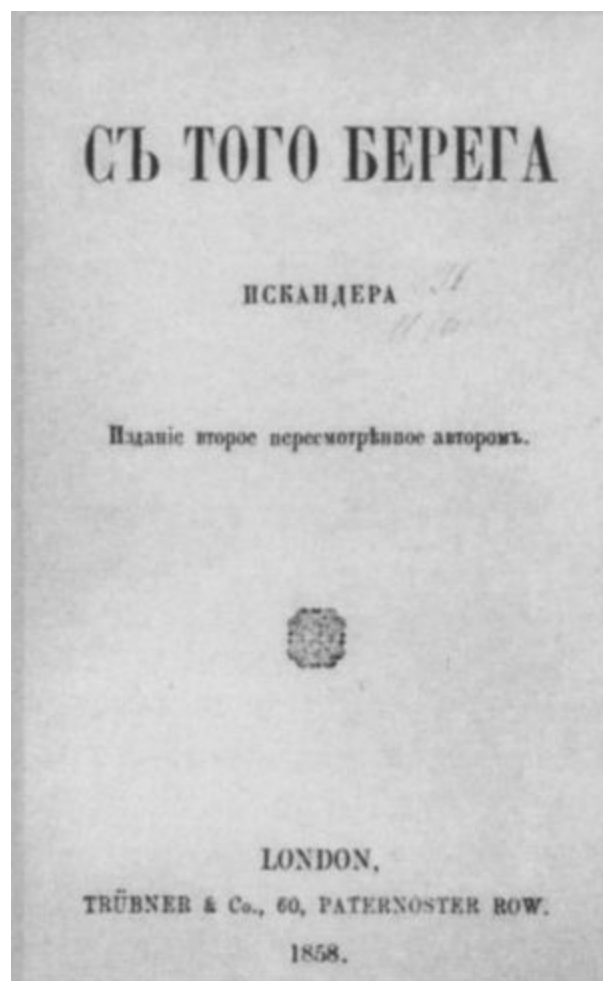 СЪ ТОГО БЕРЕГА
ИСКАНДЕРА
Изданіе второе пересмотрѣнное авторомъ.
LONDON,
TRÜBNER & Co., 60, PATERNOSTER ROW.
1858.